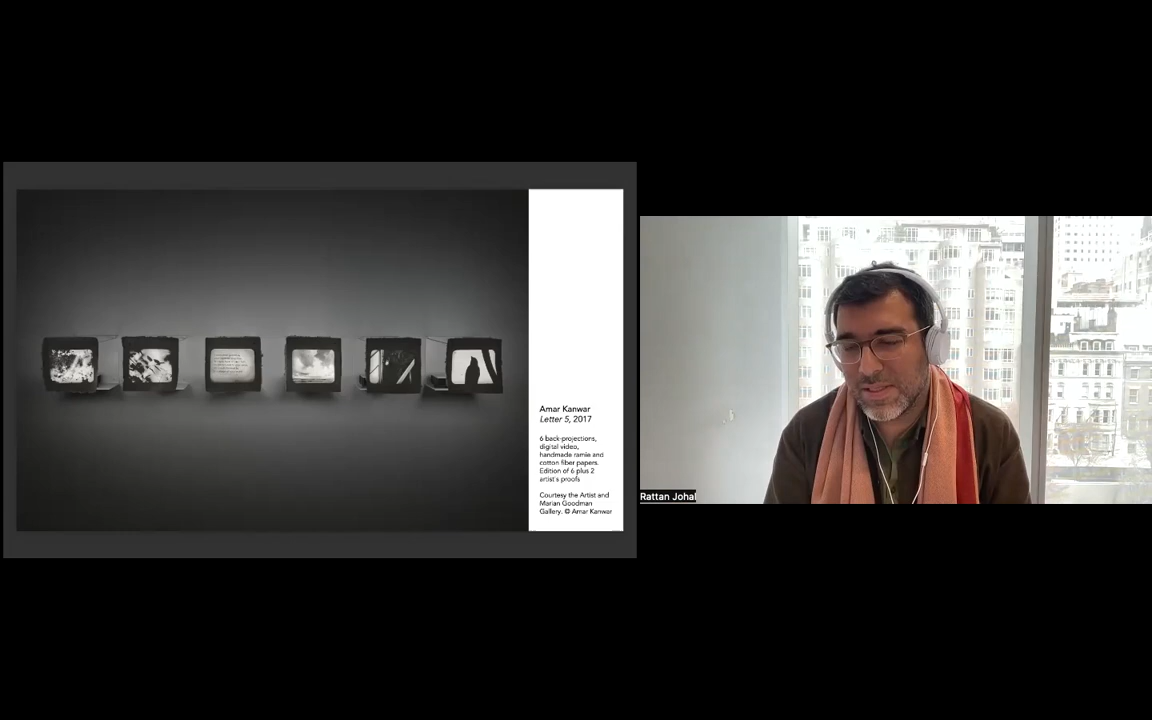 Amar Kanwar
Letter 5, 2017
6 back-projections,
digital video,
handmade ramie and
cotton fiber papers.
Edition of 6 plus 2
artist's proofs
Courtesy the Artist and
Marian Goodman
Gallery. © Amar Kanwar
Rattan Johal